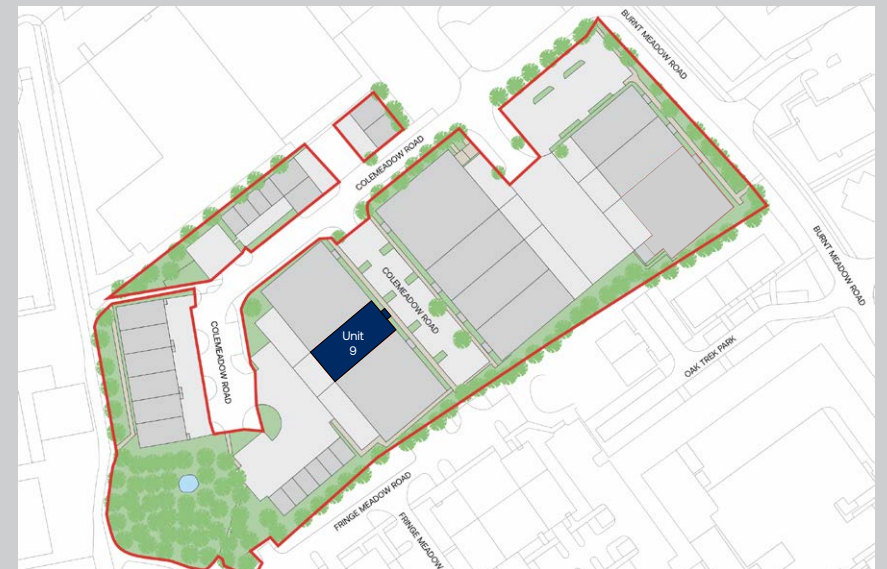 BURNT MEADOW ROAD
COLEMEADOW ROAD
BURNT MEADOW ROAD
COLEMEADOW ROAD
Unit
9
COLEMEADOW ROAD
OAK TREK PARK
FRINGE MEADOW ROAD
FRINGE MEADOW